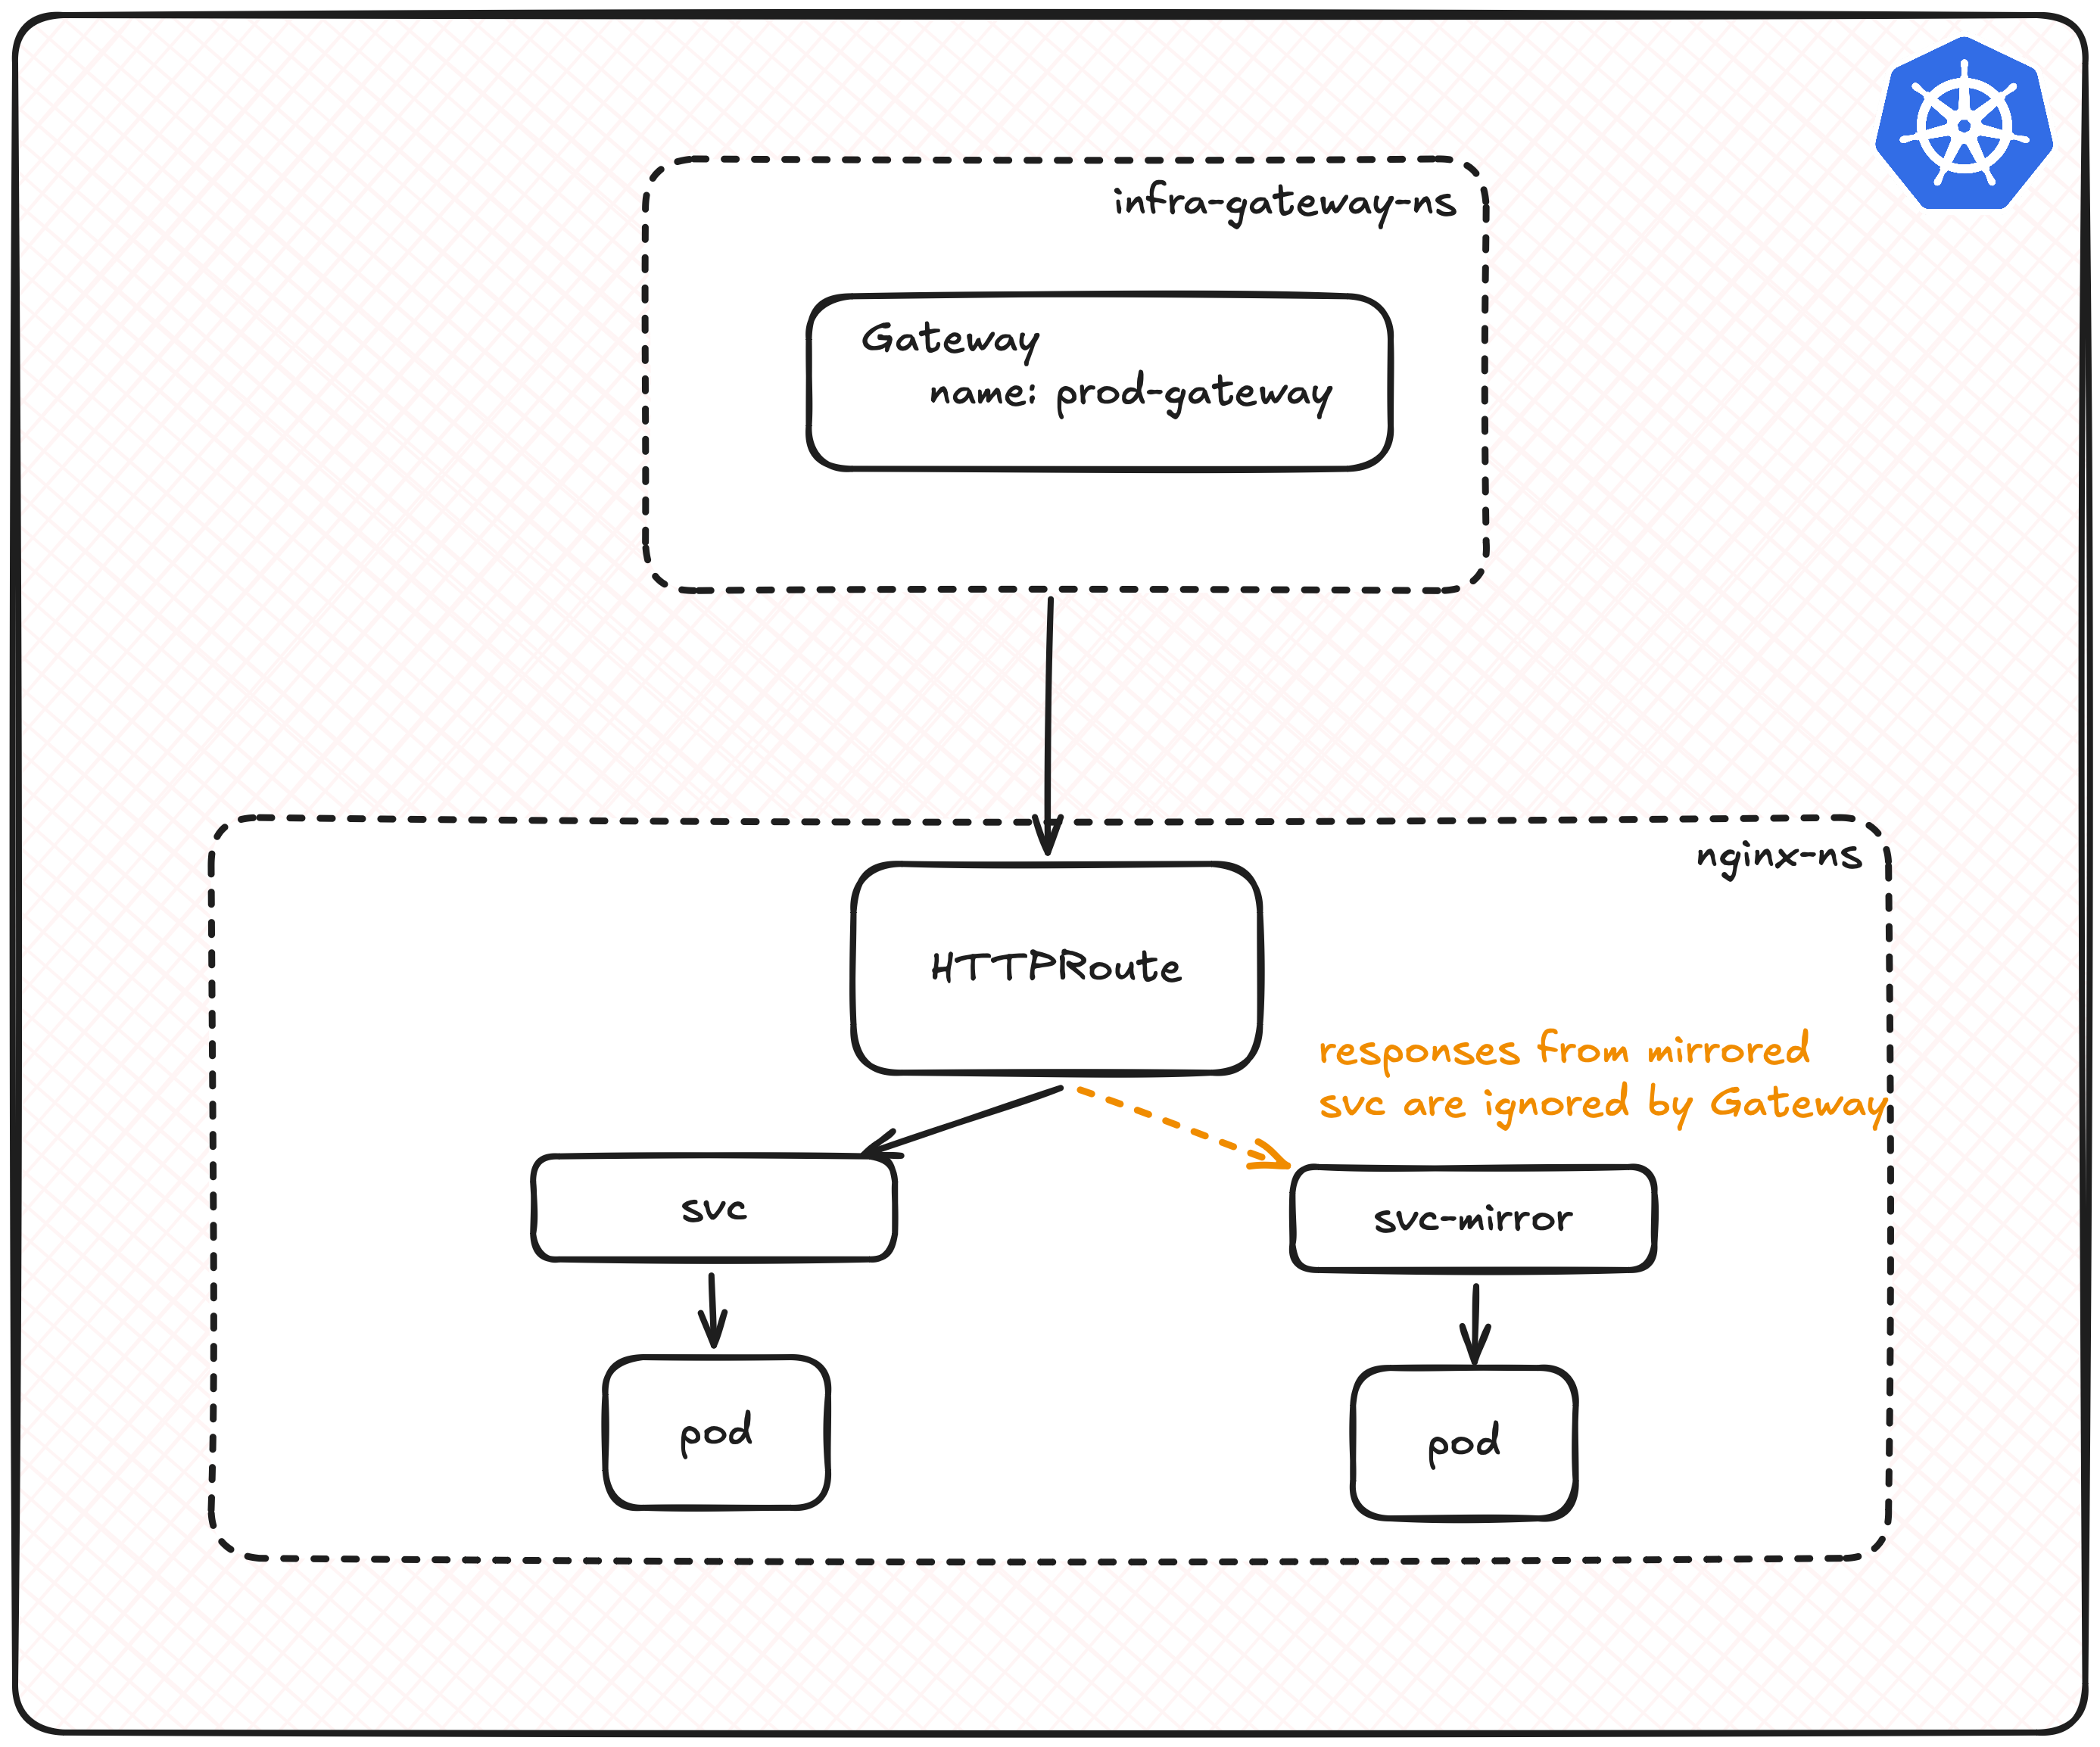 infra-gateway-ns
Gateway
name: prod-gateway
nginx-ns
HTTPRoute
responses from mirrored
svc are ignored by Gateway
svc
svc-mirror
pod
pod